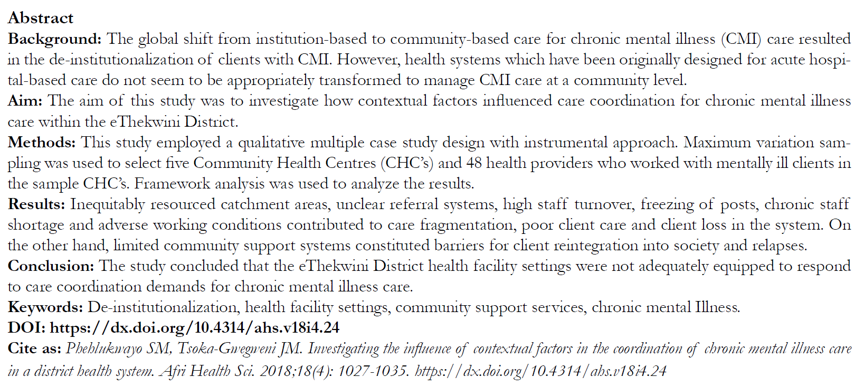 Abstract
Background: The global shift from institution-based to community-based care for chronic mental illness (CMI) care resulted
in the de-institutionalization of clients with CMI. However, health systems which have been originally designed for acute hospi-
tal-based care do not seem to be appropriately transformed to manage CMI care at a community level.
Aim: The aim of this study was to investigate how contextual factors influenced care coordination for chronic mental illness
care within the eThekwini District.
Methods: This study employed a qualitative multiple case study design with instrumental approach. Maximum variation sam-
pling was used to select five Community Health Centres (CHC's) and 48 health providers who worked with mentally ill clients in
the sample CHC's. Framework analysis was used to analyze the results.
Results: Inequitably resourced catchment areas, unclear referral systems, high staff turnover, freezing of posts, chronic staff
shortage and adverse working conditions contributed to care fragmentation, poor client care and client loss in the system. On
the other hand, limited community support systems constituted barriers for client reintegration into society and relapses.
Conclusion: The study concluded that the eThekwini District health facility settings were not adequately equipped to respond
to care coordination demands for chronic mental illness care.
Keywords: De-institutionalization, health facility settings, community support services, chronic mental Illness.
DOI: https://dx.doi.org/10.4314/ahs.v18i4.24
Cite as: Phehlukwayo SM, Tsoka-Gwegweni JM. Investigating the influence of contextual factors in the coordination of chronic mental illness care
in a district health system. Afri Health Sci. 2018;18(4): 1027-1035. https://dx.doi.org/10.4314/ahs.v18i4.24